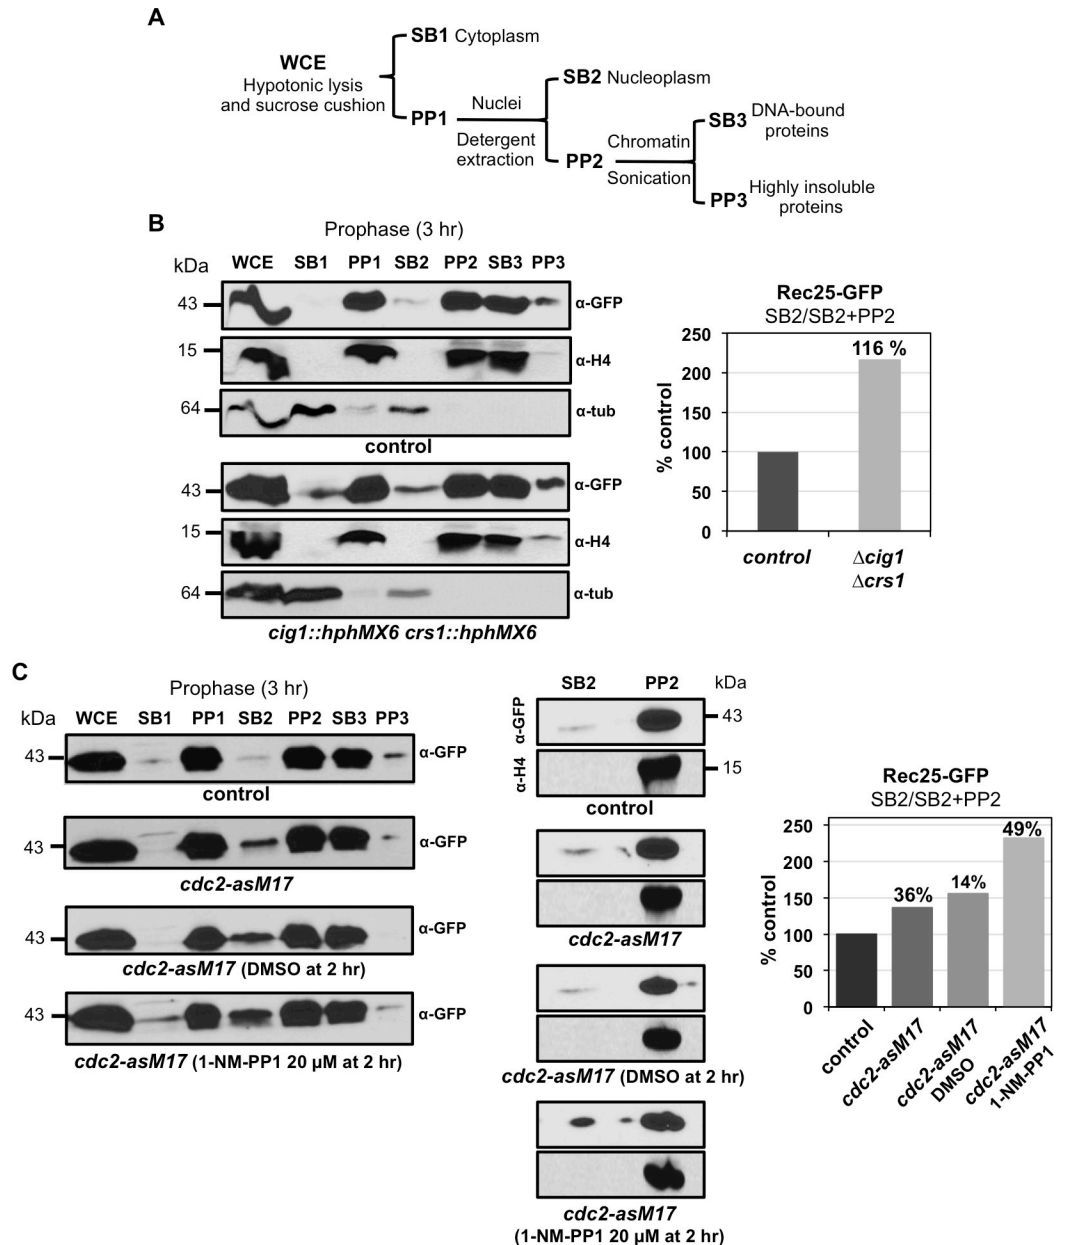 A
WCE
Hypotonic lysis
and sucrose cushion
SB1 Cytoplasm
PP1
Nuclei
Detergent
extraction
SB2 Nucleoplasm
PP2
Chromatin
Sonication
SB3 DNA-bound
proteins
PP3 Highly insoluble
proteins
B
Prophase (3 hr)
kDa WCE SB1 PP1 SB2 PP2 SB3 PP3
43 α-GFP
15 α-H4
64 α-tub
control
43 α-GFP
15 α-H4
64 α-tub
cig1::hphMX6 crs1::hphMX6
Rec25-GFP
SB2/SB2+PP2
% control
250
200
150
100
50
0
116 %
control
∆cig1
∆crs1
C
Prophase (3 hr)
kDa WCE SB1 PP1 SB2 PP2 SB3 PP3
43 α-GFP
control
43 α-GFP
cdc2-asM17
43 α-GFP
cdc2-asM17 (DMSO at 2 hr)
43 α-GFP
cdc2-asM17 (1-NM-PP1 20 µM at 2 hr)
SB2 PP2 kDa
α-GFP 43
α-H4 15
control
cdc2-asM17
cdc2-asM17 (DMSO at 2 hr)
cdc2-asM17
(1-NM-PP1 20 µM at 2 hr)
Rec25-GFP
SB2/SB2+PP2
% control
250
200
150
100
50
0
36%
14%
49%
control
cdc2-asM17
cdc2-asM17
DMSO
cdc2-asM17
1-NM-PP1